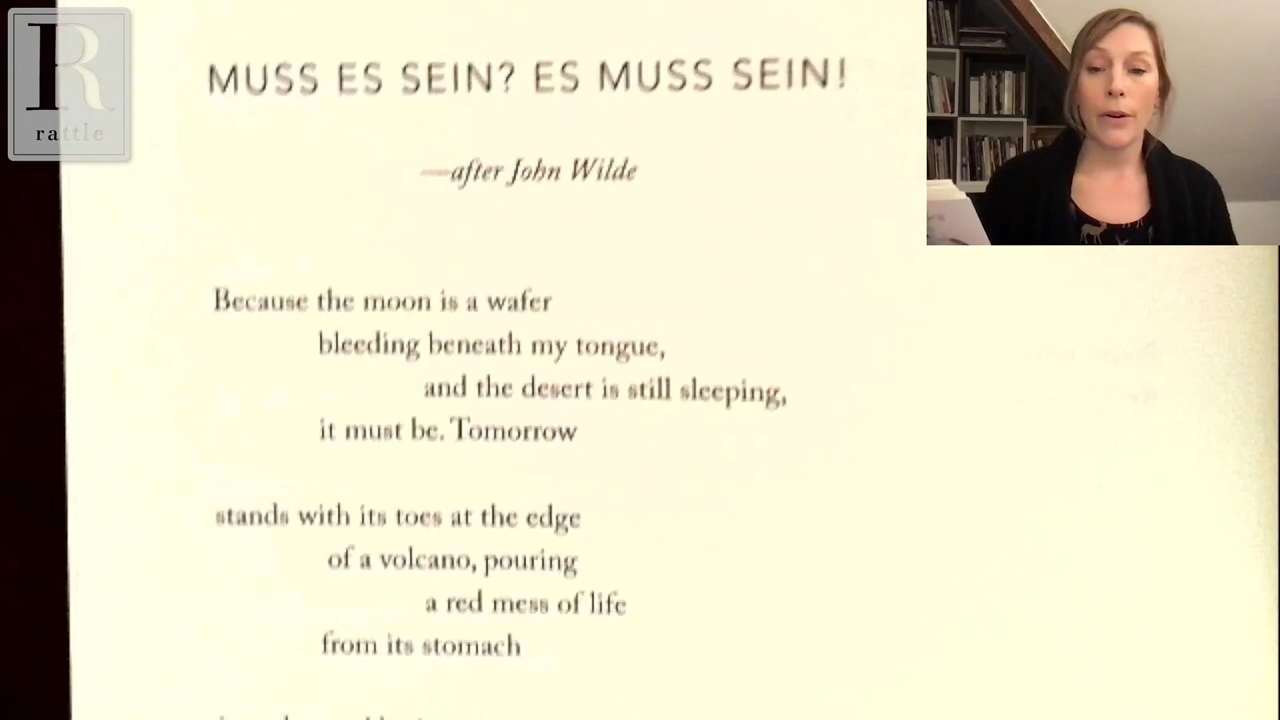 R
rattle
MUSS ES SEIN? ES MUSS SEIN!
—after John Wilde
Because the moon is a wafer
bleeding beneath my tongue,
and the desert is still sleeping,
it must be. Tomorrow
stands with its toes at the edge
of a volcano, pouring
a red mess of life
from its stomach